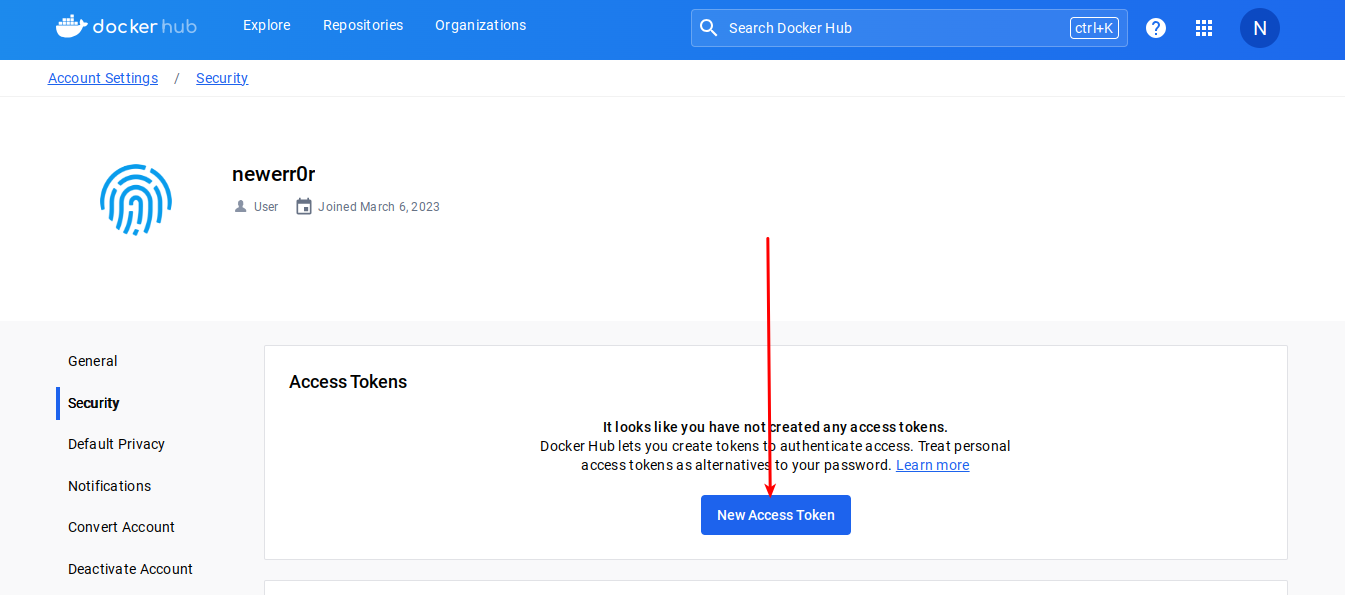 docker hub
Explore
Repositories
Organizations
Search Docker Hub
ctrl+K
?
N
Account Settings / Security
newerr0r
User
Joined March 6, 2023
General
Security
Default Privacy
Notifications
Convert Account
Deactivate Account
Access Tokens
It looks like you have not created any access tokens.
Docker Hub lets you create tokens to authenticate access. Treat personal
access tokens as alternatives to your password. Learn more
New Access Token